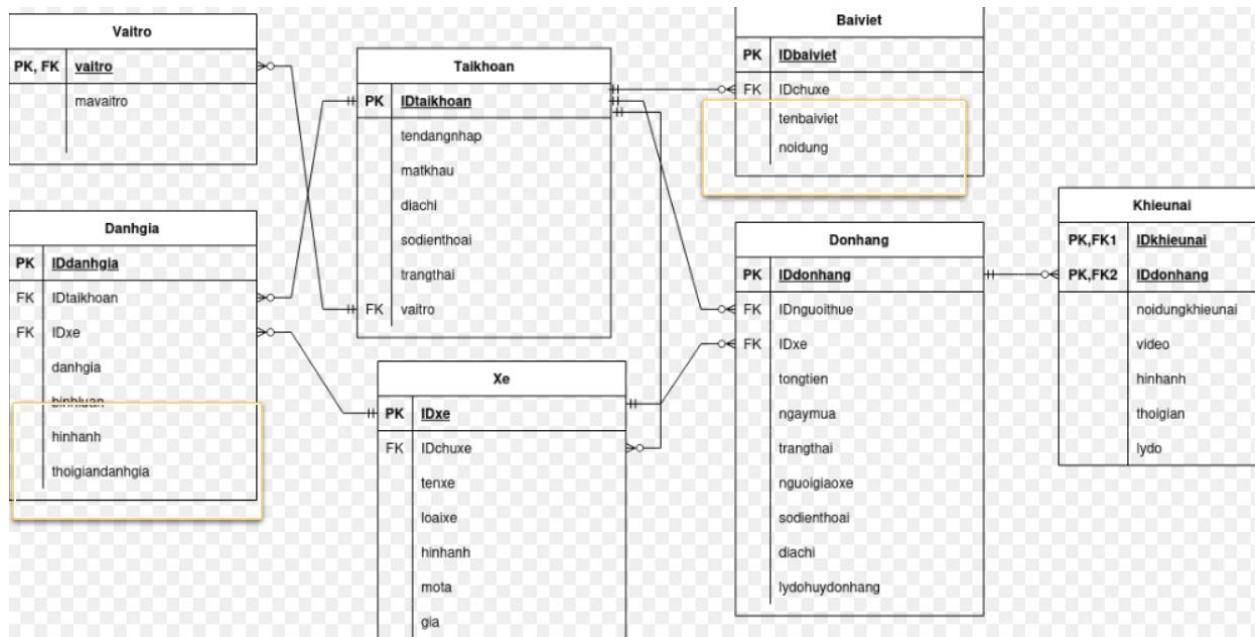 Vaitro
PK, FK vaitro
mavaitro
Danhgia
PK IDdanhgia
FK IDtaikhoan
FK IDxe
danhgia
binhluan
hinhanh
thoigiandanhgia
Taikhoan
PK IDtaikhoan
tendangnhap
matkhau
diachi
sodienthoai
trangthai
FK vaitro
Xe
PK IDxe
FK IDchuxe
tenxe
loaixe
hinhanh
mota
gia
Baiviet
PK IDbaiviet
FK IDchuxe
tenbaiviet
noidung
Donhang
PK IDdonhang
FK IDnguoithue
FK IDxe
tongtien
ngaymua
trangthai
nguoigiaoxe
sodienthoai
diachi
lydohuydonhang
Khieunai
PK,FK1 IDkhieunai
PK,FK2 IDdonhang
noidungkhieunai
video
hinhanh
thoigian
lydo